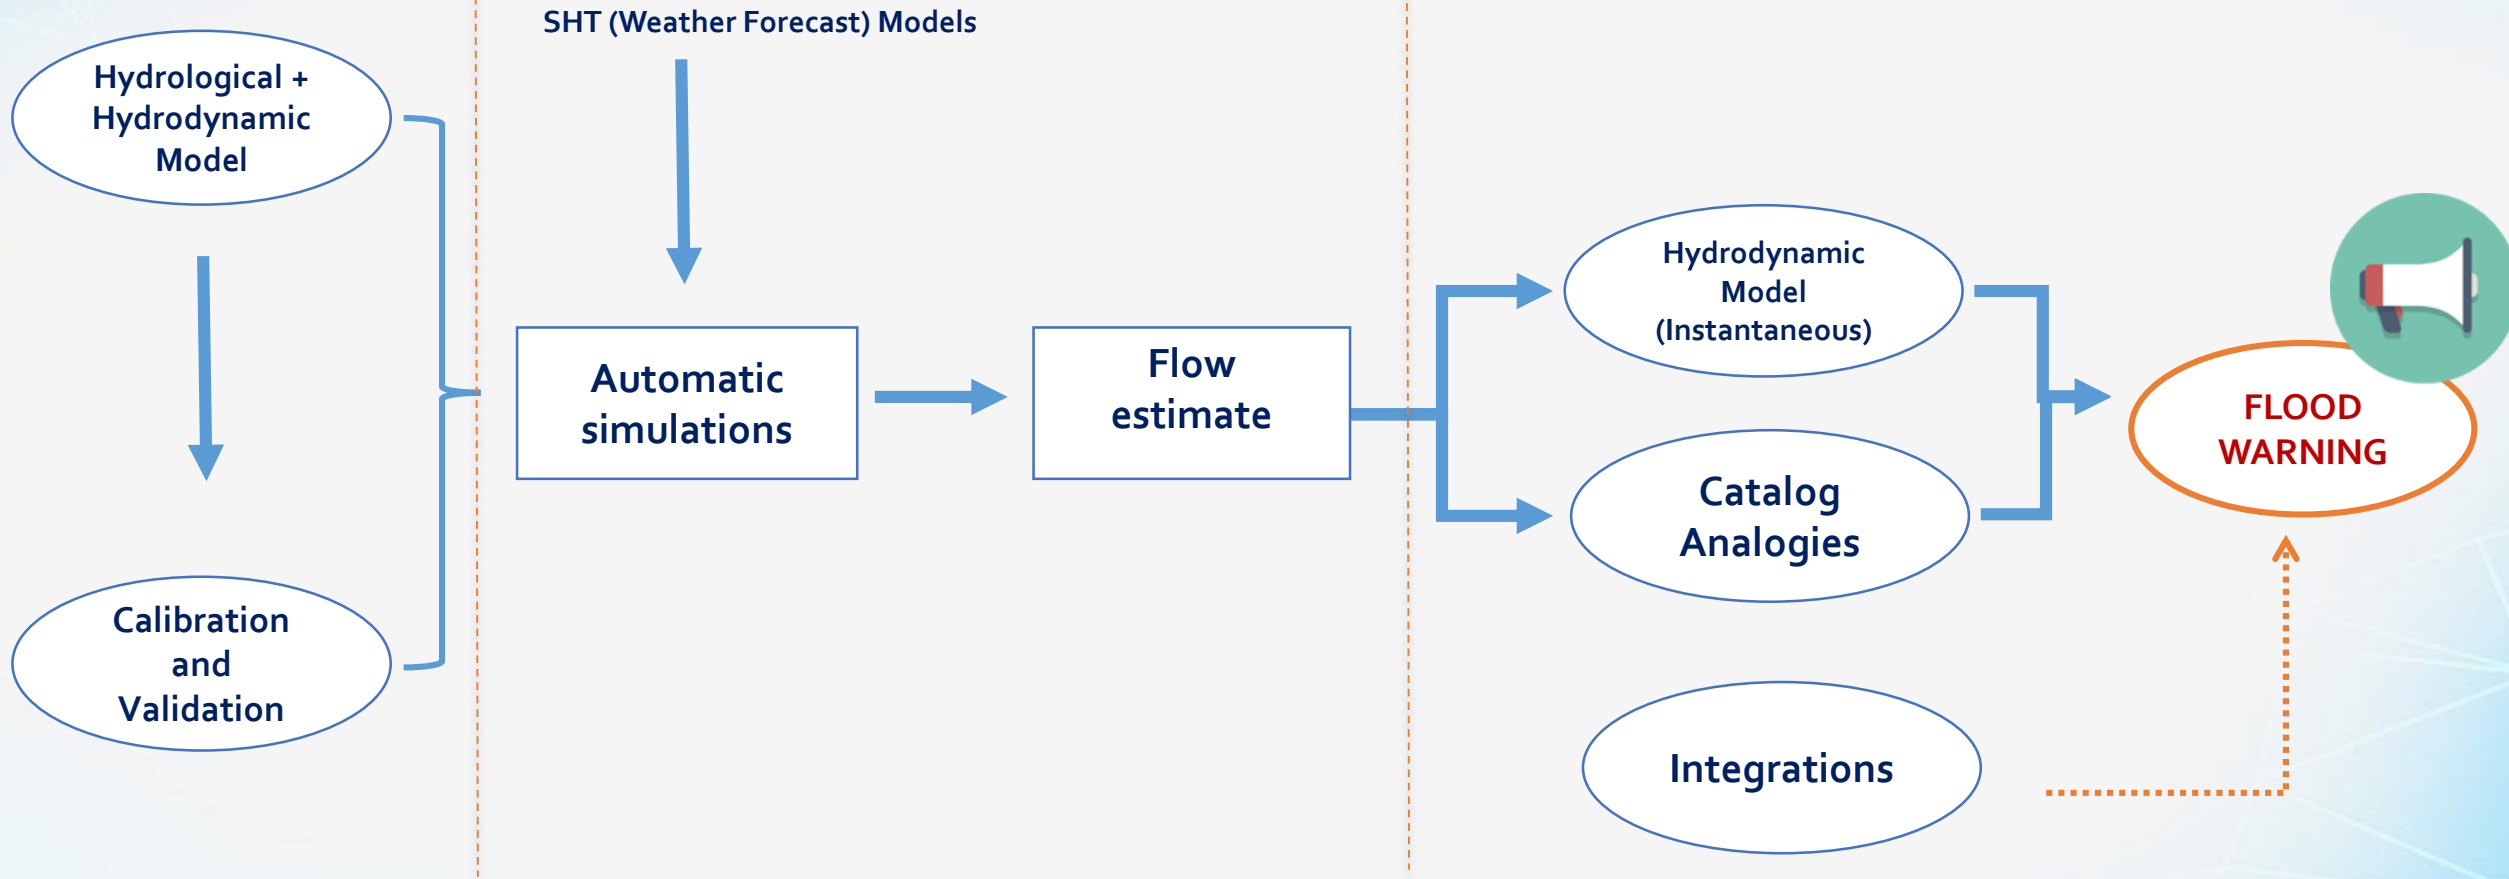 SHT (Weather Forecast) Models
Hydrological +
Hydrodynamic
Model
Calibration
and
Validation
Automatic
simulations
Flow
estimate
Hydrodynamic
Model
(Instantaneous)
Catalog
Analogies
Integrations
FLOOD
WARNING